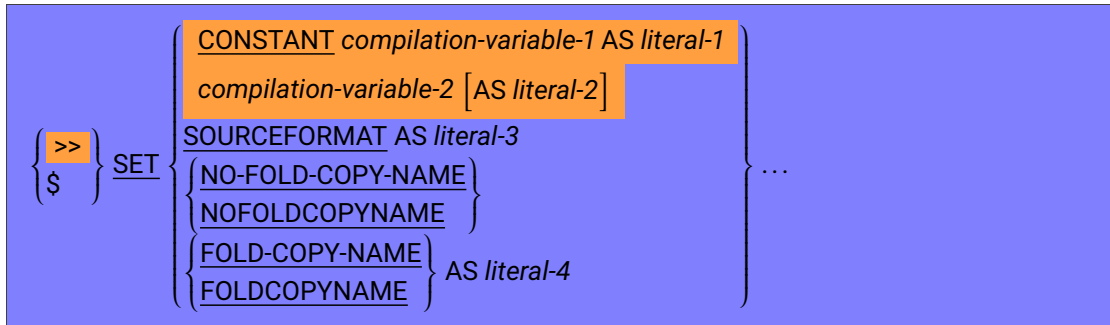 CONSTANT compilation-variable-1 AS literal-1
compilation-variable-2 [AS literal-2]
>>
$
SET
SOURCEFORMAT AS literal-3
NO-FOLD-COPY-NAME
NOFOLDCOPYNAME
FOLD-COPY-NAME
FOLDCOPYNAME
AS literal-4
...